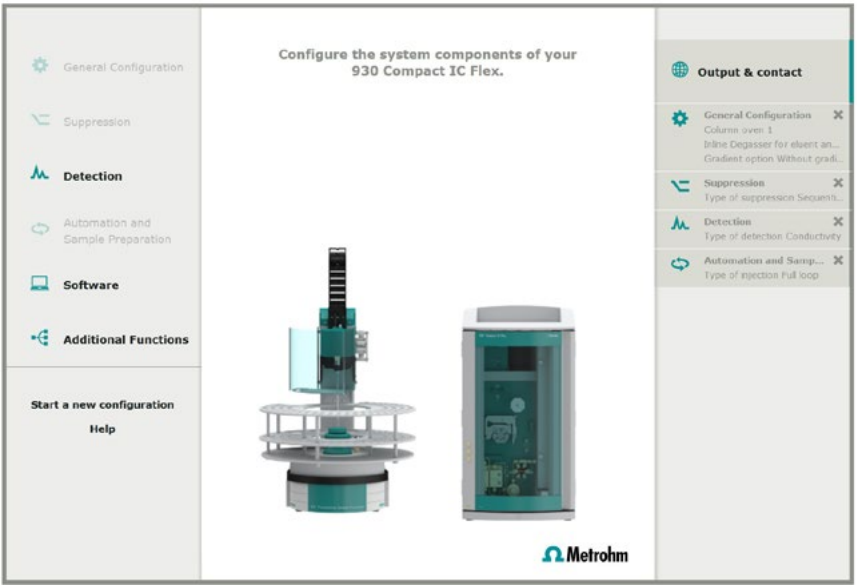 General Configuration
Suppression
Detection
Automation and
Sample Preparation
Software
Additional Functions
Start a new configuration
Help
Configure the system components of your
930 Compact IC Flex.
Metrohm
Output & contact
General Configuration
Column oven 1
Inline Degasser for eluent an...
Gradient option Without gradi...
Suppression
Type of suppression Sequenti...
Detection
Type of detection Conductivity
Automation and Samp...
Type of injection Full loop